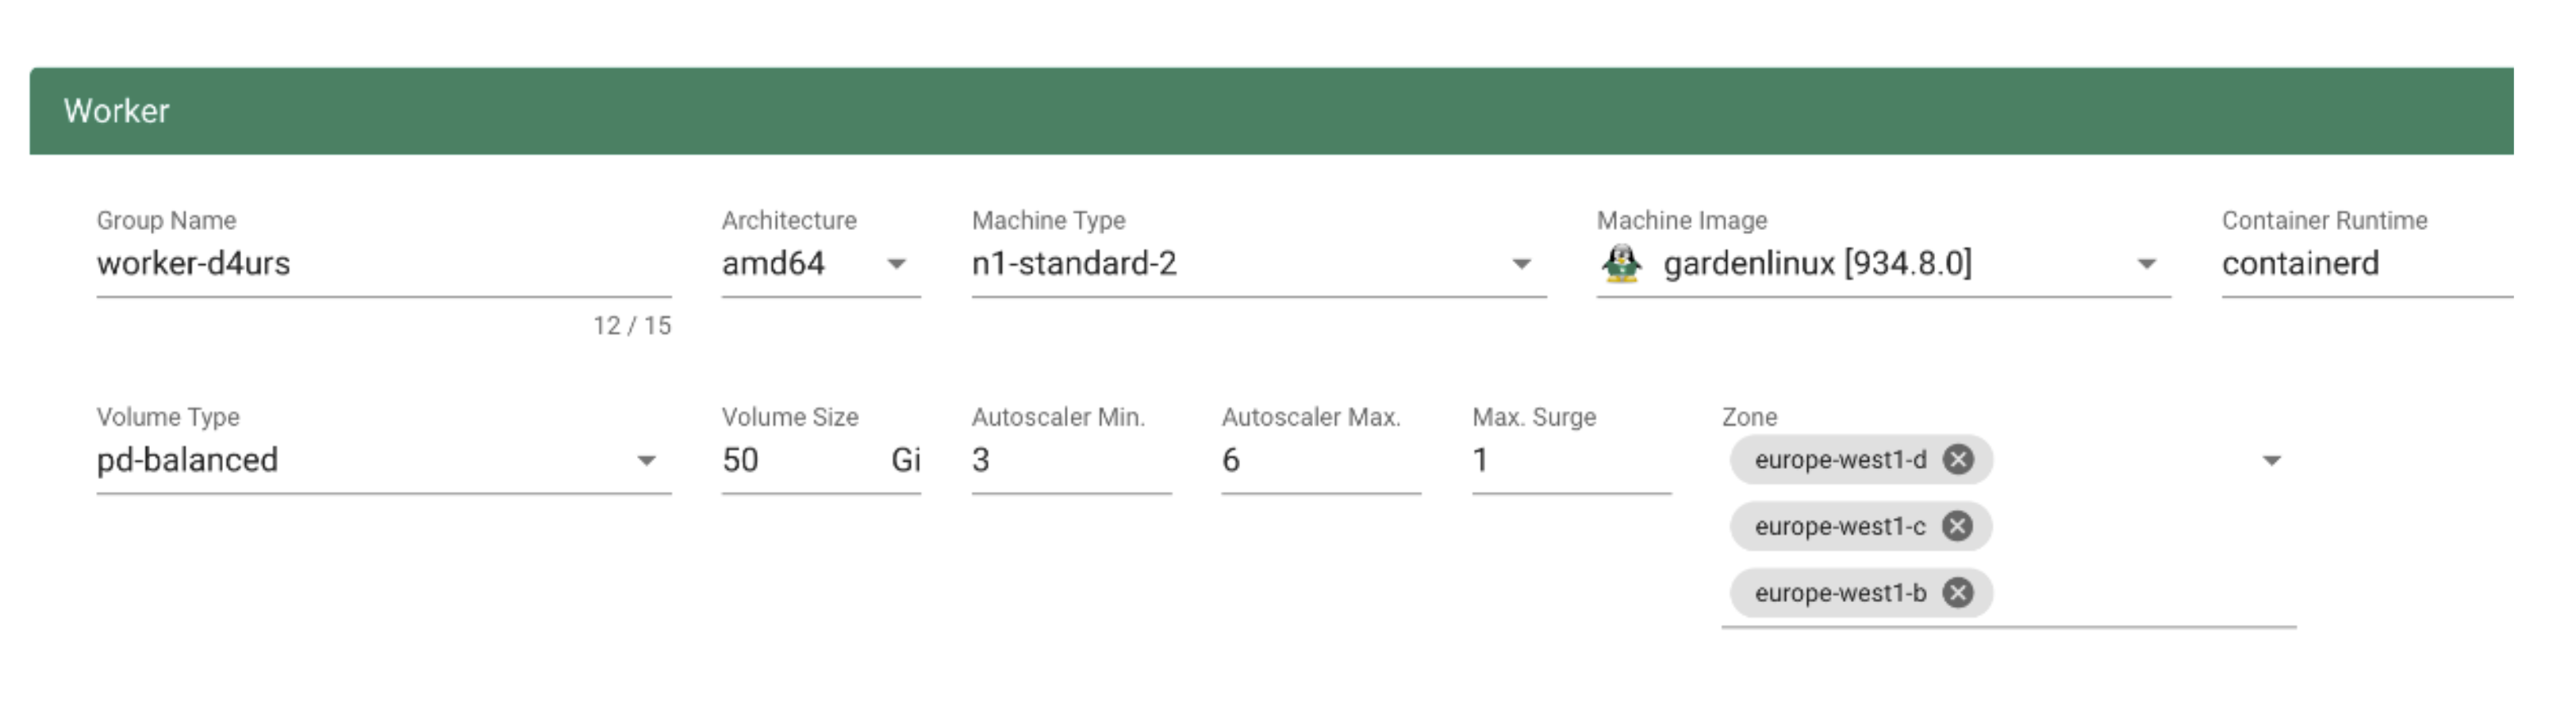 Worker
Group Name Architecture Machine Type Machine Image Container Runtime
worker-d4urs amd64 n1-standard-2 gardenlinux [934.8.0] containerd
12 / 15
Volume Type Volume Size Autoscaler Min. Autoscaler Max. Max. Surge Zone
pd-balanced 50 Gi 3 6 1 europe-west1-d
europe-west1-c
europe-west1-b